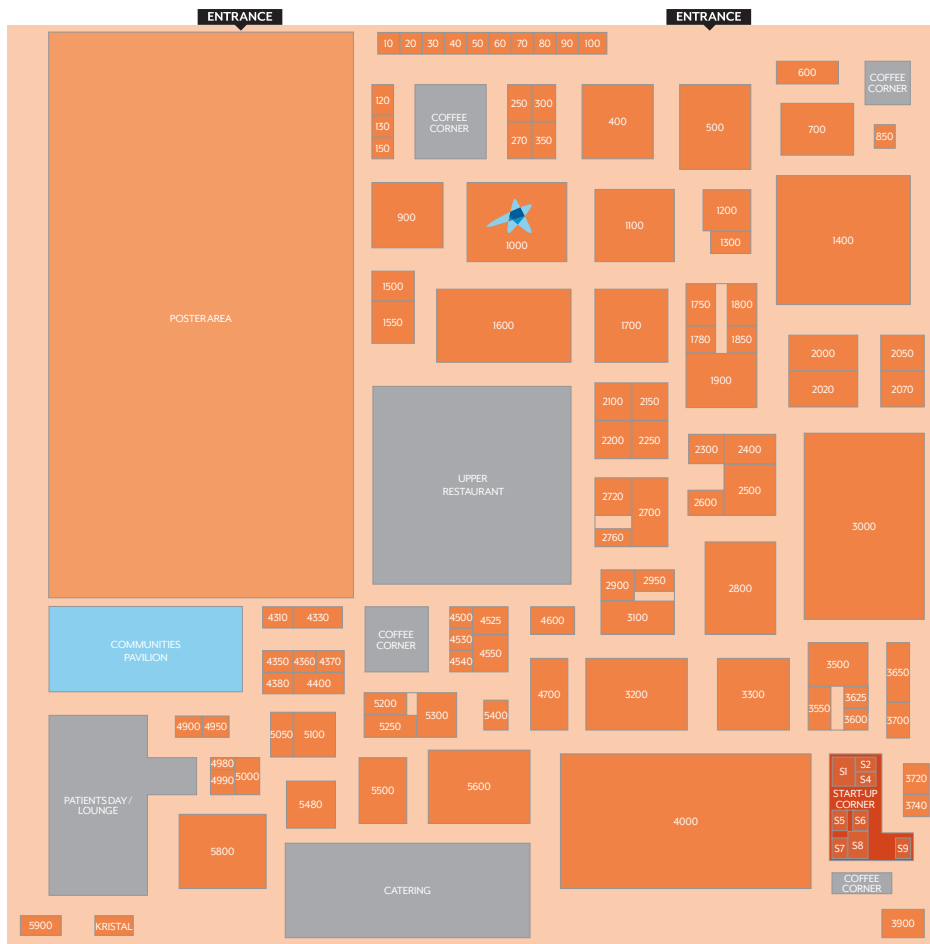 ENTRANCE
ENTRANCE
10 20 30 40 50 60 70 80 90 100
600
COFFEE
CORNER
120
130
150
COFFEE
CORNER
250 300
270 350
400
500
700
850
900
1000
1100
1200
1300
1400
1500
1550
1600
1700
1750 1800
1780 1850
1900
2000
2020
2050
2070
POSTER AREA
UPPER
RESTAURANT
2100 2150
2200 2250
2300 2400
2500
2600
2720
2700
2760
3000
2800
2900 2950
3100
COMMUNITIES
PAVILION
4310 4330
4350 4360 4370
4380 4400
COFFEE
CORNER
4500 4525
4530
4540 4550
4600
4700
3200
3300
3500
3550
3625
3600
3650
3700
4900 4950
5050 5100
5200
5250
5300
5400
PATIENTS DAY /
LOUNGE
4980
4990
5000
5480
5500
5600
4000
S1 S2
S4
START-UP
CORNER
S5 S6
S7 S8
S9
3720
3740
5800
CATERING
COFFEE
CORNER
5900
KRISTAL
3900